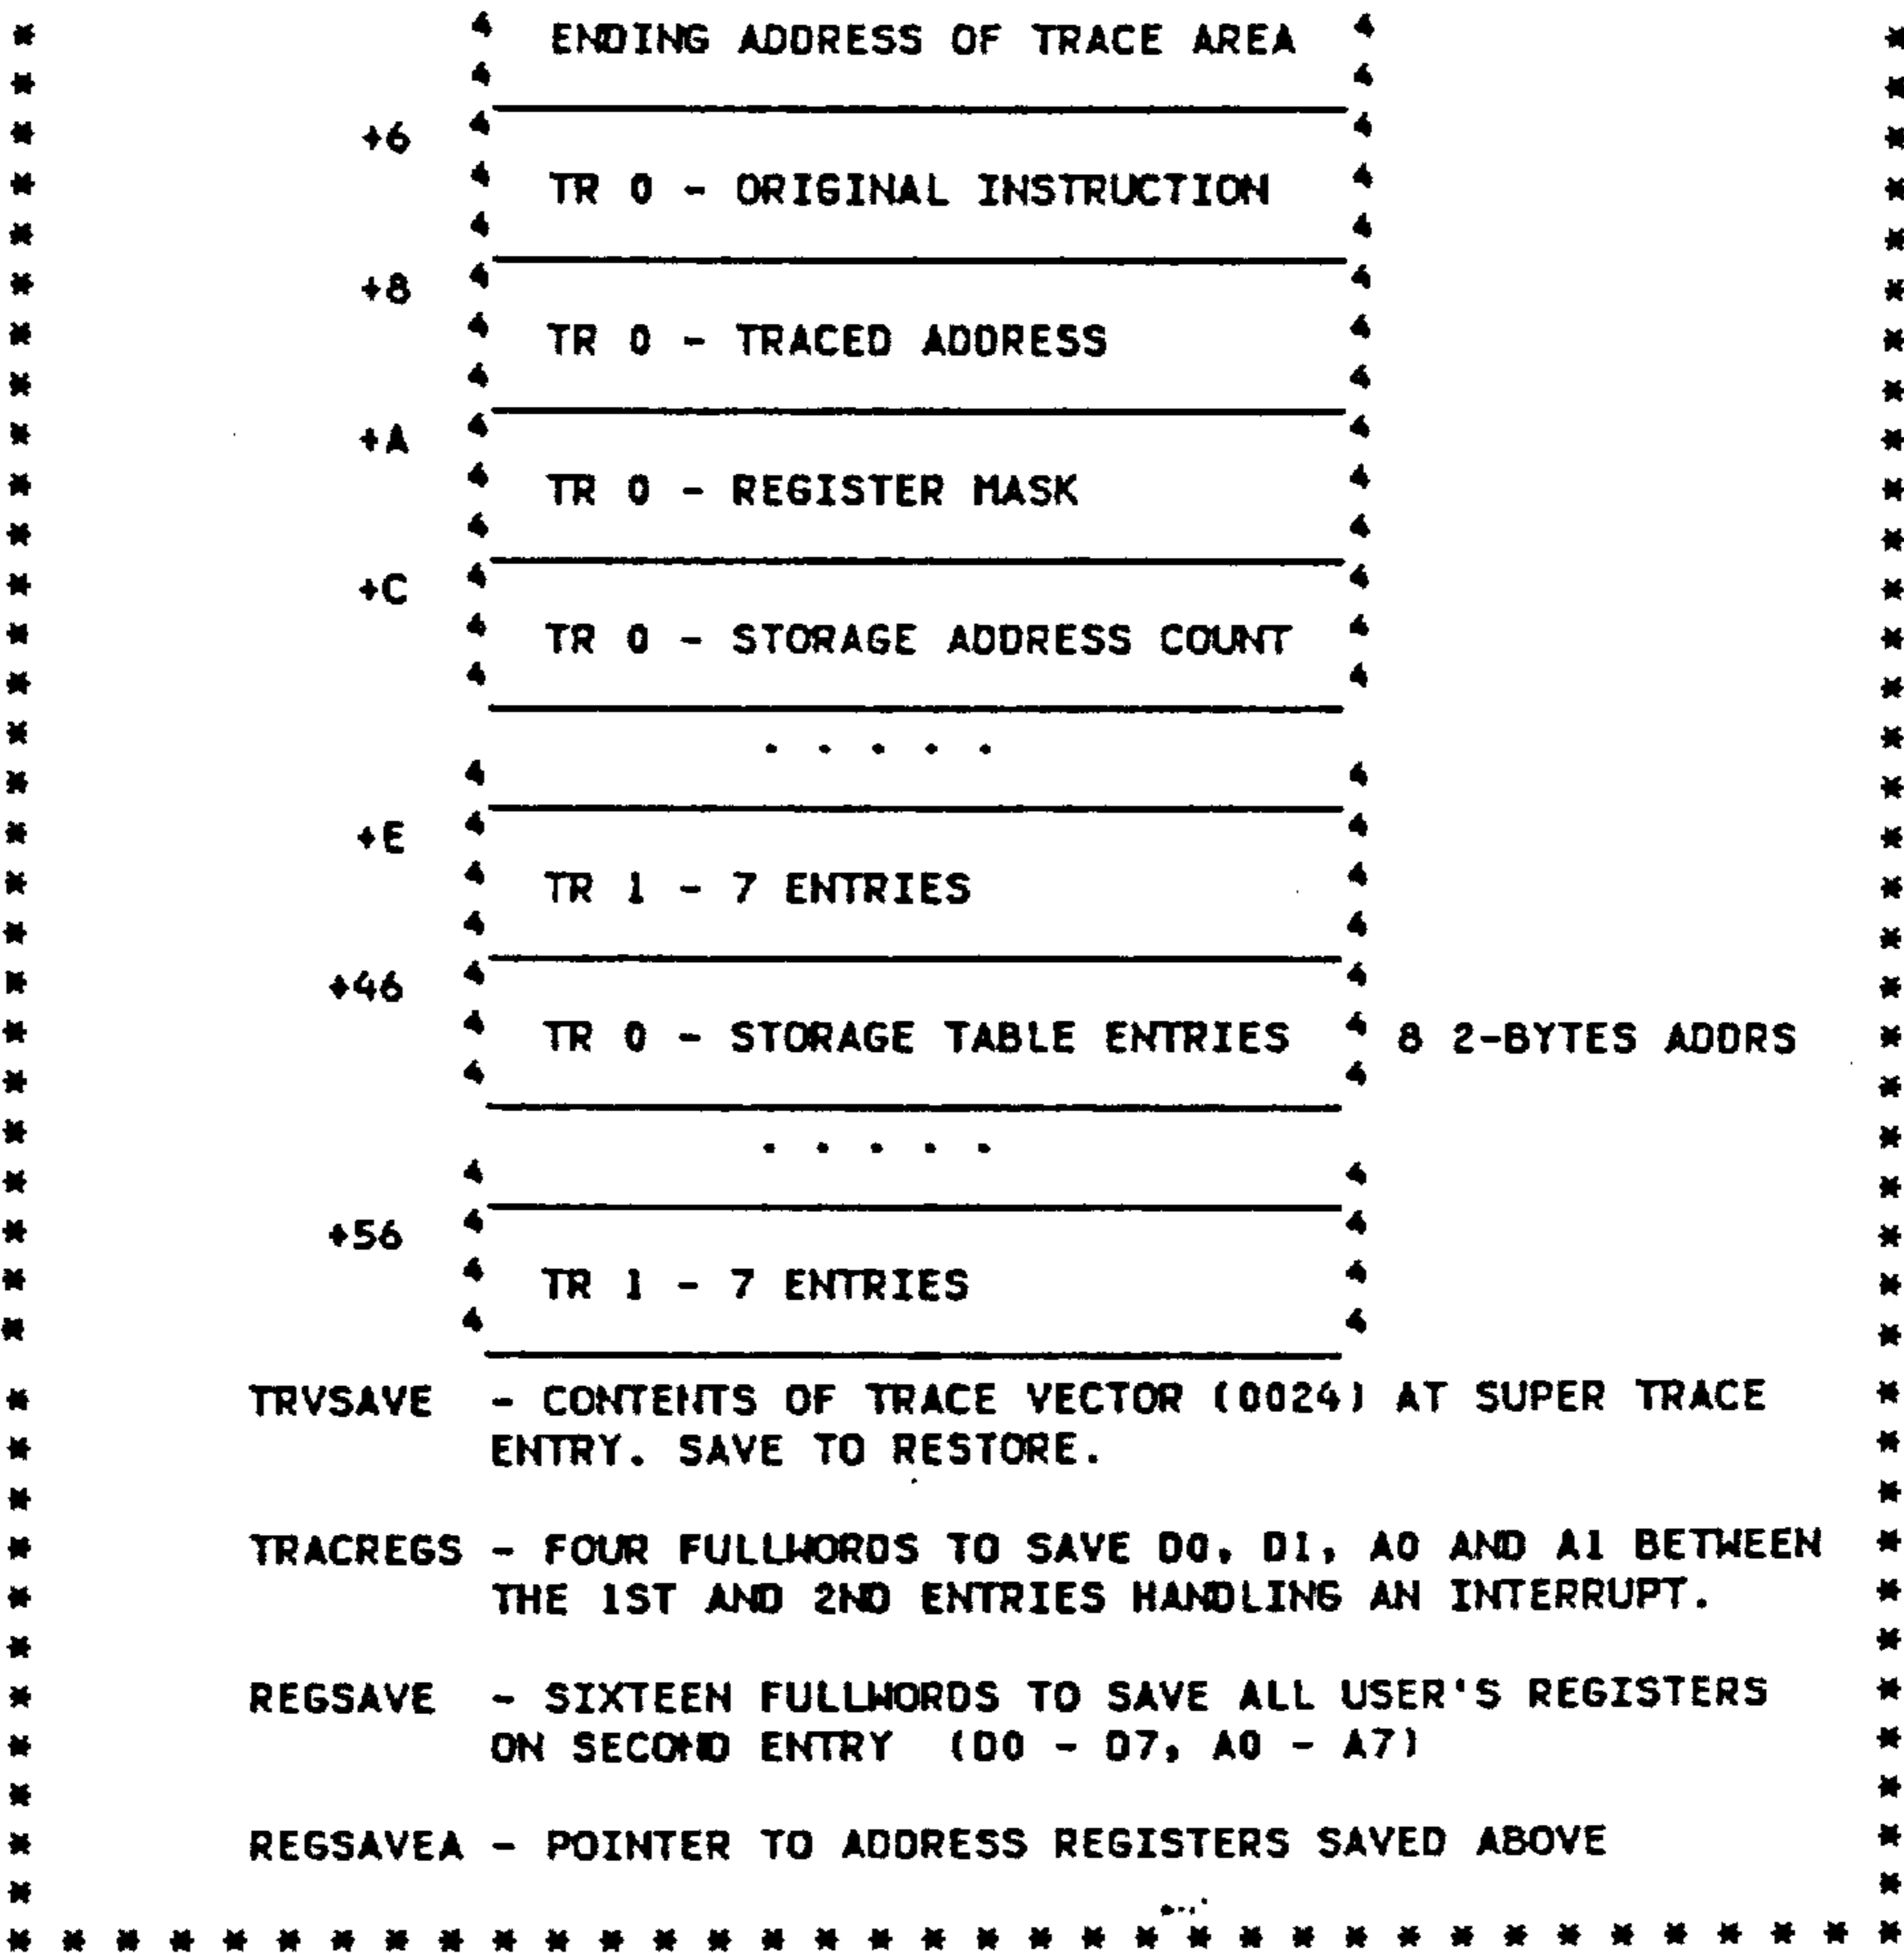 * ENDING ADDRESS OF TRACE AREA *
* *
+6
* TR 0 - ORIGINAL INSTRUCTION *
+8
* TR 0 - TRACED ADDRESS *
+A
* TR 0 - REGISTER MASK *
+C
* TR 0 - STORAGE ADDRESS COUNT *
. . . . .
+E
* TR 1 - 7 ENTRIES *
+46
* TR 0 - STORAGE TABLE ENTRIES 8 2-BYTES ADDRS *
. . . . .
+56
* TR 1 - 7 ENTRIES *
* TRVSAVE - CONTENTS OF TRACE VECTOR (0024) AT SUPER TRACE *
* ENTRY. SAVE TO RESTORE. *
* TRACREGS - FOUR FULLWORDS TO SAVE D0, D1, A0 AND A1 BETWEEN *
* THE 1ST AND 2ND ENTRIES HANDLING AN INTERRUPT. *
* REGSAVE - SIXTEEN FULLWORDS TO SAVE ALL USER'S REGISTERS *
* ON SECOND ENTRY (D0 - D7, A0 - A7) *
* REGSAVEA - POINTER TO ADDRESS REGISTERS SAVED ABOVE *
* * * * * * * * * * * * * * * * * * * * * * * * * * * * * * * * * * * *